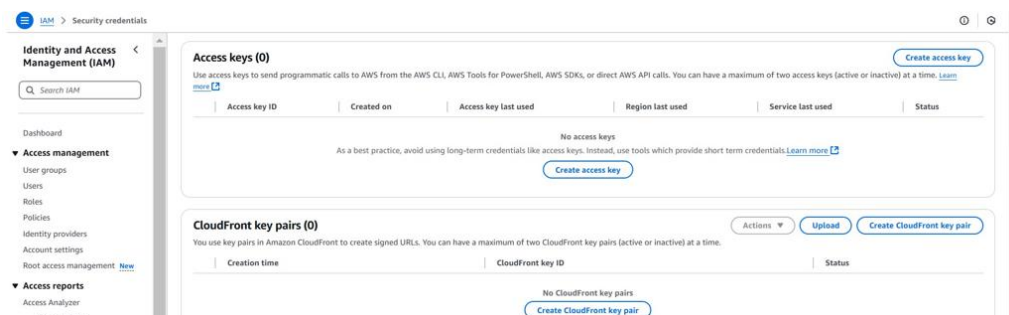 IAM > Security credentials
Identity and Access Management (IAM)
Search IAM
Dashboard
Access management
User groups
Users
Roles
Policies
Identity providers
Account settings
Root access management New
Access reports
Access Analyzer
Access keys (0)
Create access key
Use access keys to send programmatic calls to AWS from the AWS CLI, AWS Tools for PowerShell, AWS SDKs, or direct AWS API calls. You can have a maximum of two access keys (active or inactive) at a time. Learn
more
Access key ID Created on Access key last used Region last used Service last used Status
No access keys
As a best practice, avoid using long-term credentials like access keys. Instead, use tools which provide short term credentials. Learn more
Create access key
CloudFront key pairs (0)
Actions Upload Create CloudFront key pair
You use key pairs in Amazon CloudFront to create signed URLs. You can have a maximum of two CloudFront key pairs (active or inactive) at a time.
Creation time CloudFront key ID Status
No CloudFront key pairs
Create CloudFront key pair